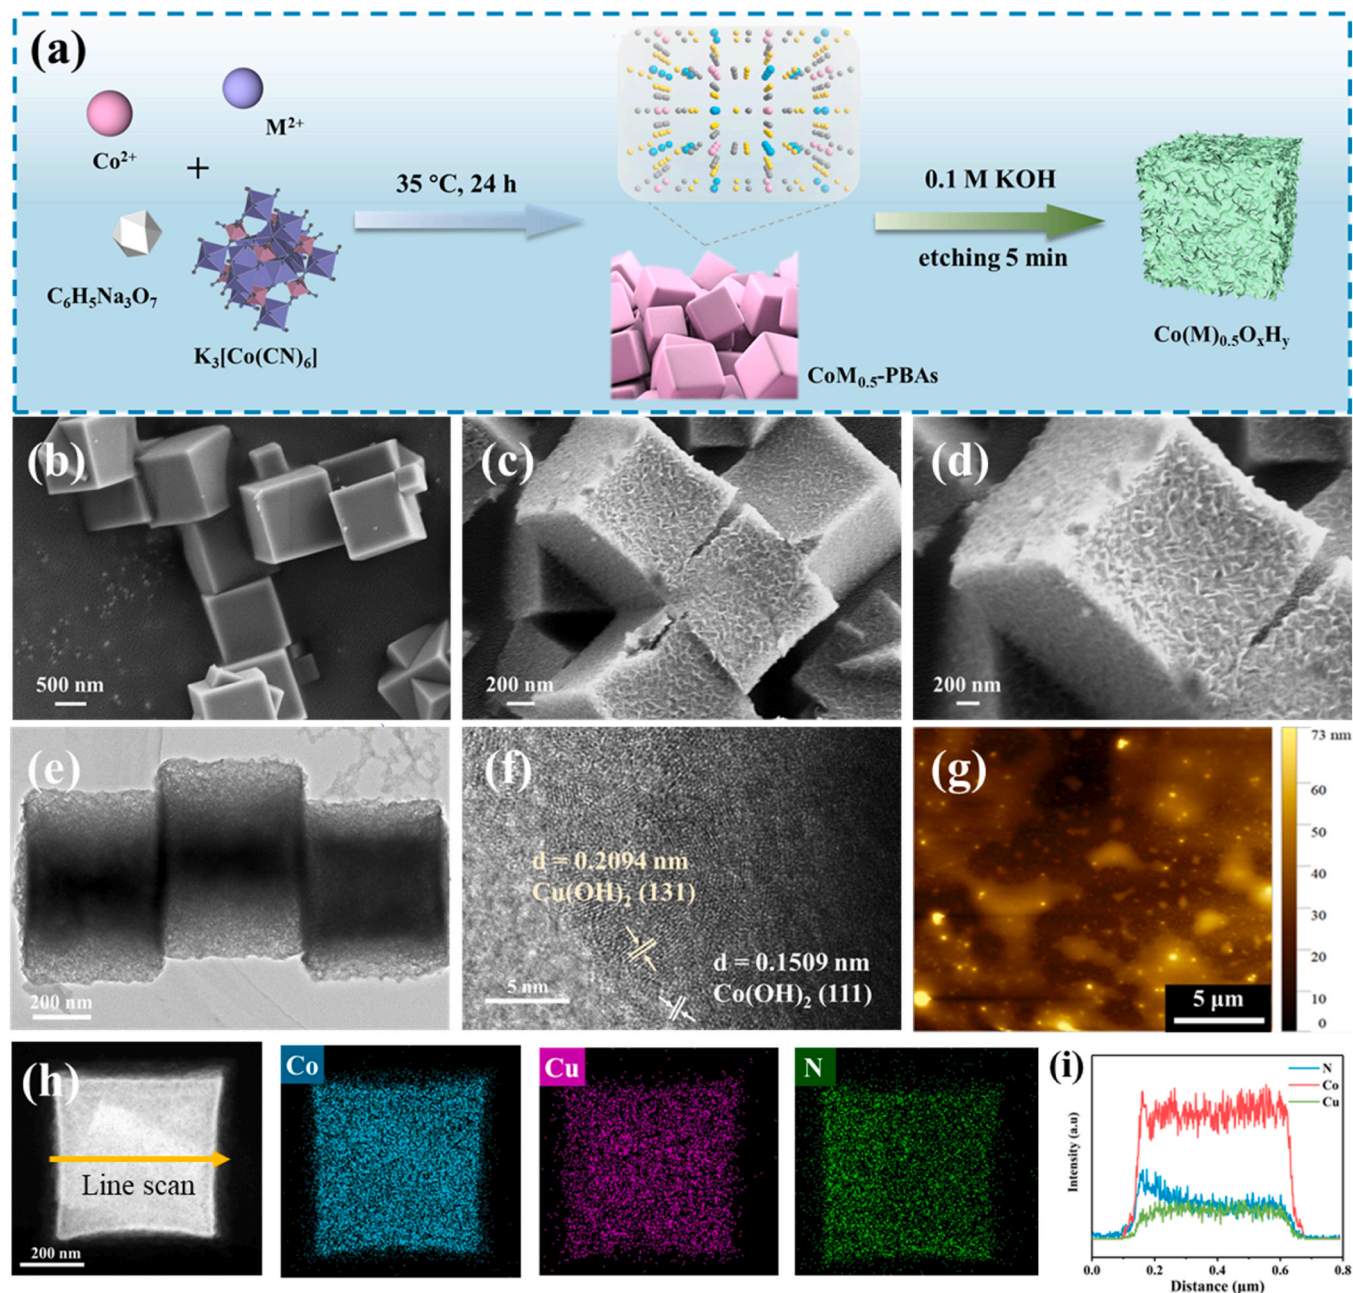 (a)
Co²⁺
M²⁺
+
C₆H₅Na₃O₇
K₃[Co(CN)₆]
35 °C, 24 h
CoM₀.₅-PBAs
0.1 M KOH
etching 5 min
Co(M)₀.₅OₓHᵧ
(b)
500 nm
(c)
200 nm
(d)
200 nm
(e)
200 nm
(f)
d = 0.2094 nm
Cu(OH)₂ (131)
d = 0.1509 nm
Co(OH)₂ (111)
5 nm
(g)
5 μm
73 nm
60
50
40
30
20
10
0
(h)
Line scan
200 nm
Co
Cu
N
(i)
N
Co
Cu
Intensity (a.u)
0.0 0.2 0.4 0.6 0.8
Distance (μm)